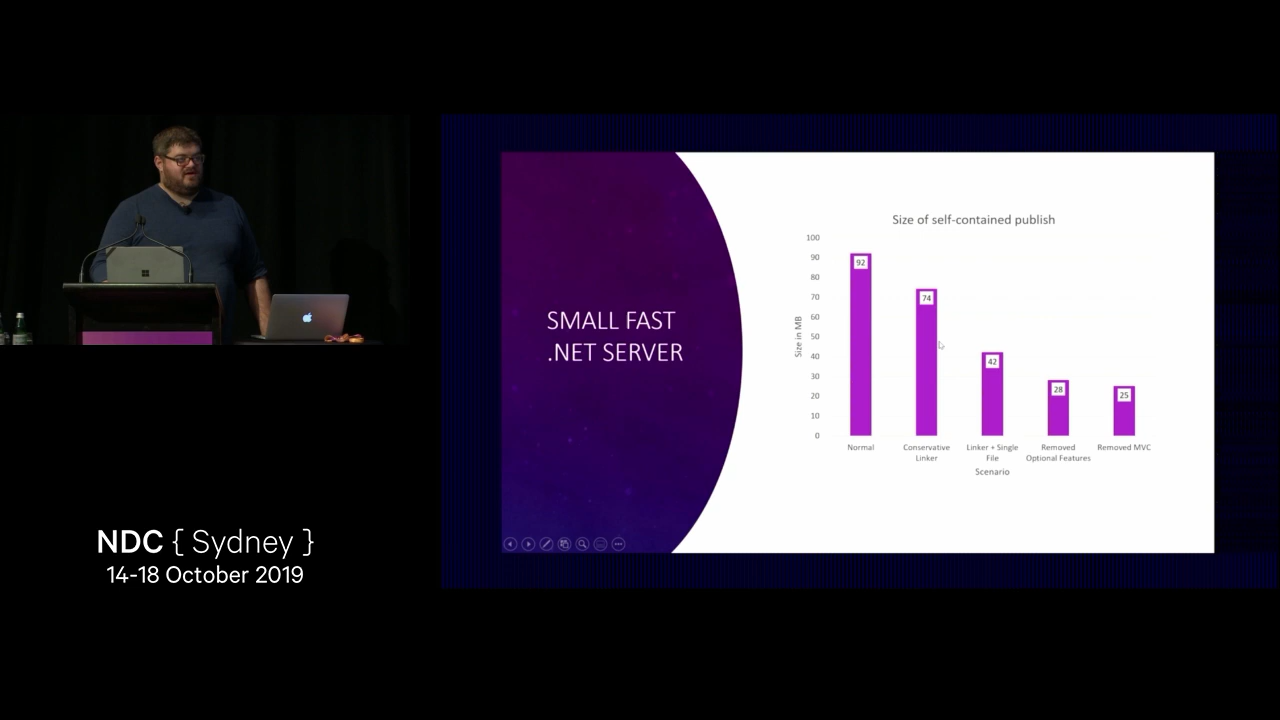 SMALL FAST
.NET SERVER
Size of self-contained publish
Size in MB
100
90
80
70
60
50
40
30
20
10
0
92
74
42
28
25
Normal
Conservative
Linker
Linker + Single
File
Removed
Optional Features
Removed MVC
Scenario
NDC { Sydney }
14-18 October 2019